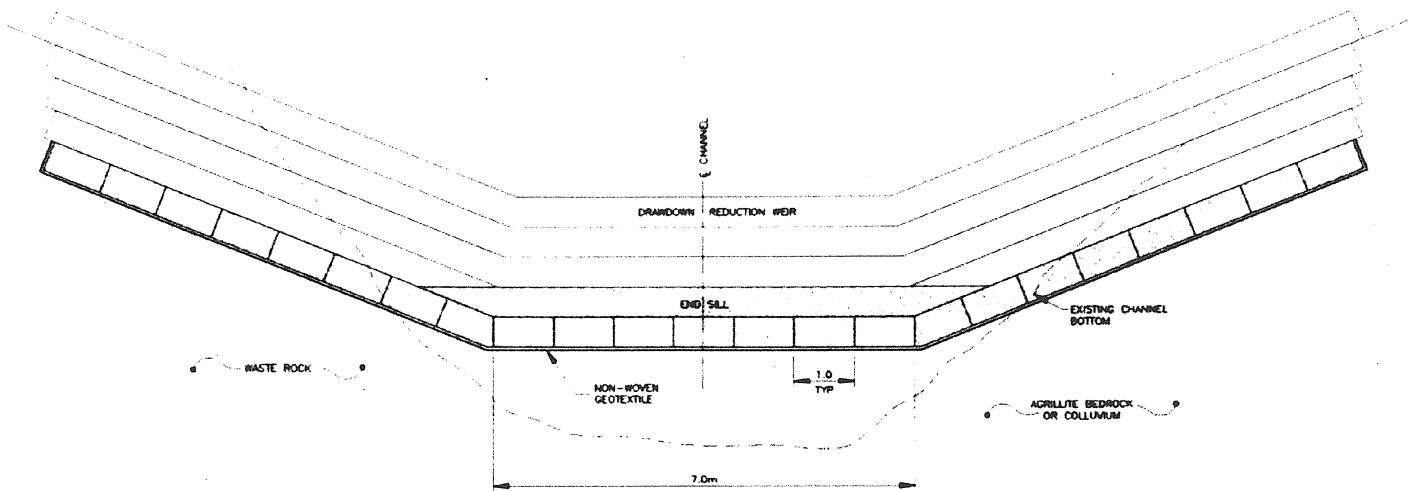 ℄ CHANNEL
DRAWDOWN REDUCTION WEIR
END SILL
EXISTING CHANNEL
BOTTOM
WASTE ROCK
NON-WOVEN
GEOTEXTILE
1.0
TYP
AGRILLITE BEDROCK
OR COLLUVIUM
7.0m